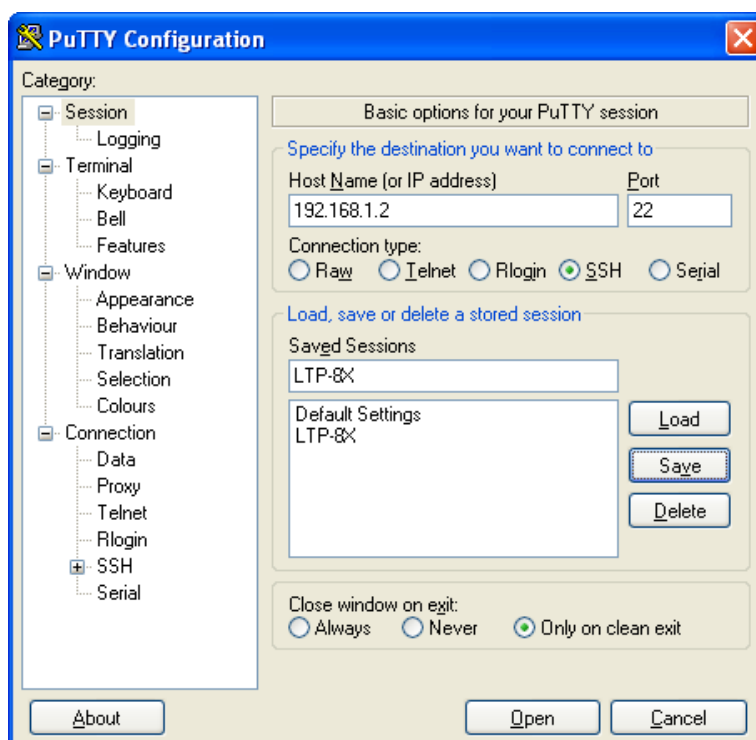 PuTTY Configuration
Category:
Session
Logging
Terminal
Keyboard
Bell
Features
Window
Appearance
Behaviour
Translation
Selection
Colours
Connection
Data
Proxy
Telnet
Rlogin
SSH
Serial
Basic options for your PuTTY session
Specify the destination you want to connect to
Host Name (or IP address) Port
192.168.1.2 22
Connection type:
Raw Telnet Rlogin SSH Serial
Load, save or delete a stored session
Saved Sessions
LTP-8X
Default Settings
LTP-8X
Load
Save
Delete
Close window on exit:
Always Never Only on clean exit
About Open Cancel